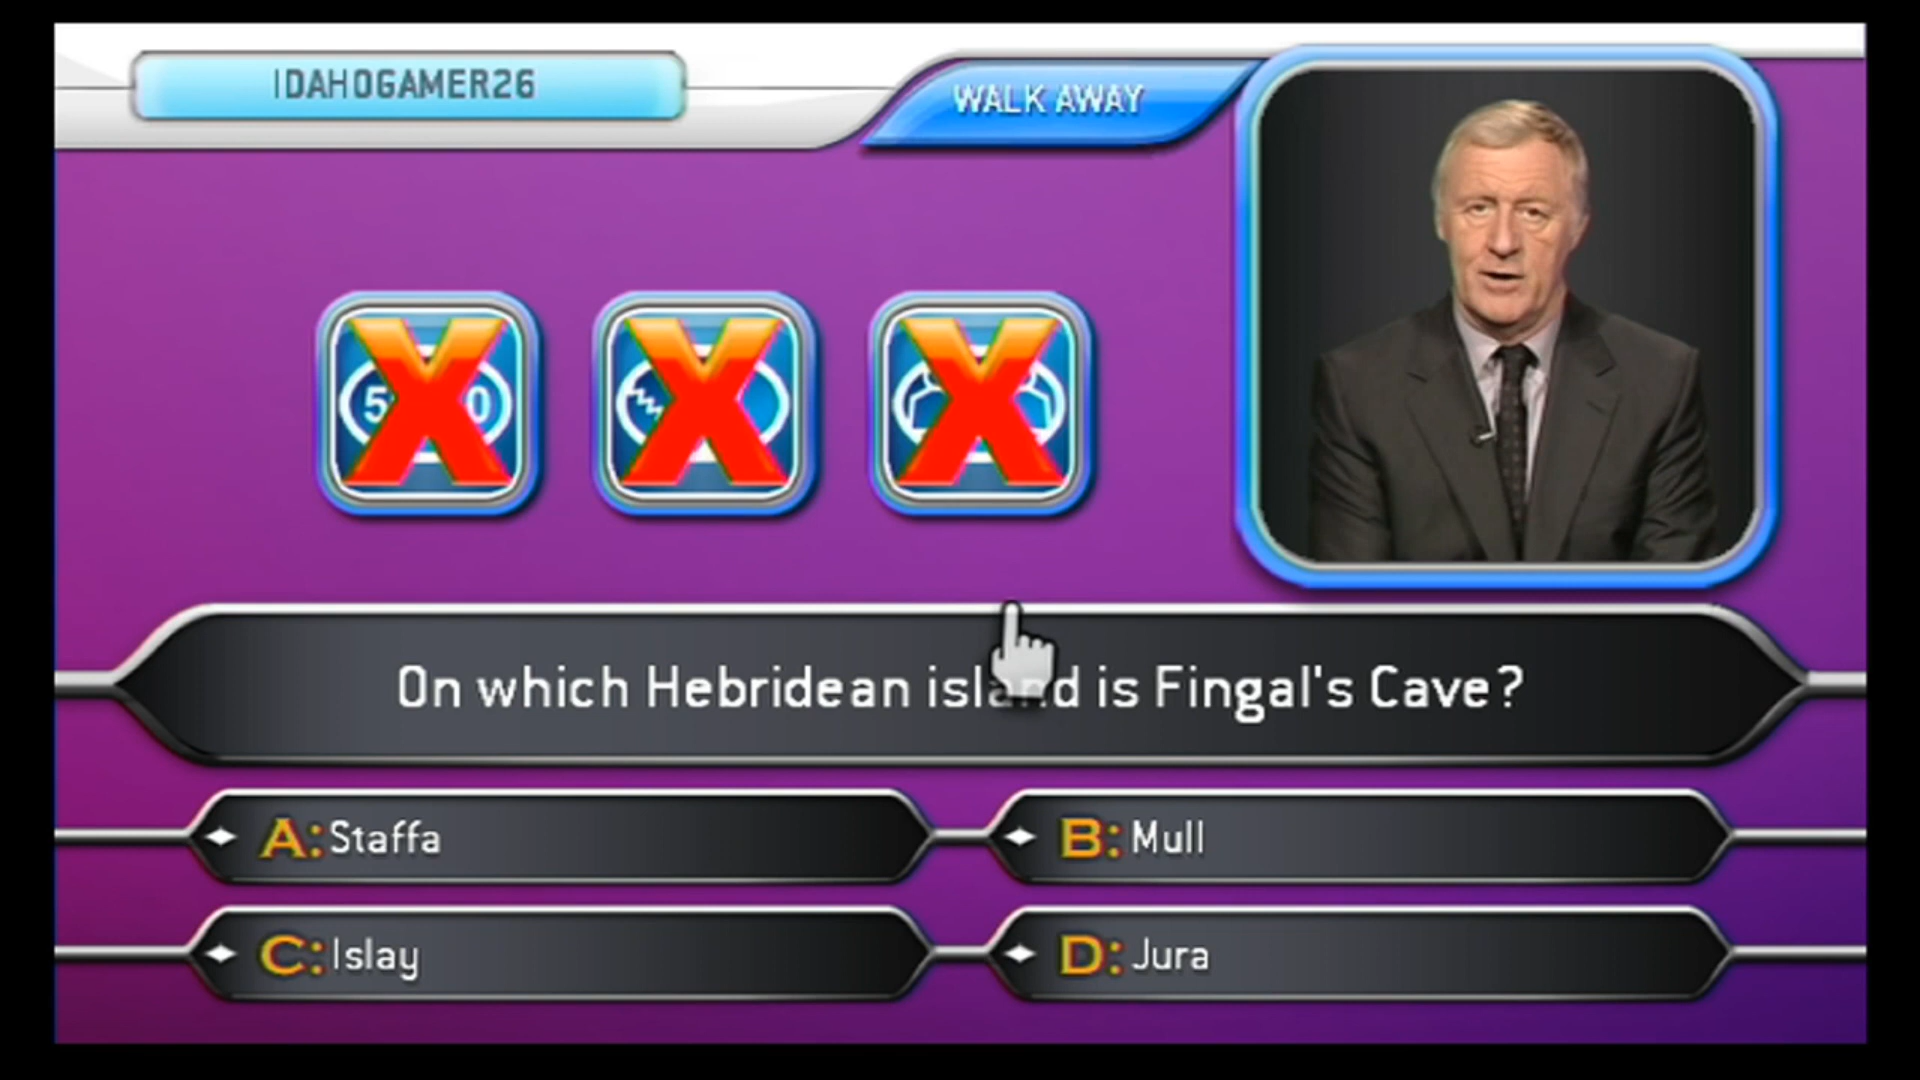 IDAHOGAMER26
WALK AWAY
On which Hebridean island is Fingal's Cave?
A: Staffa
B: Mull
C: Islay
D: Jura